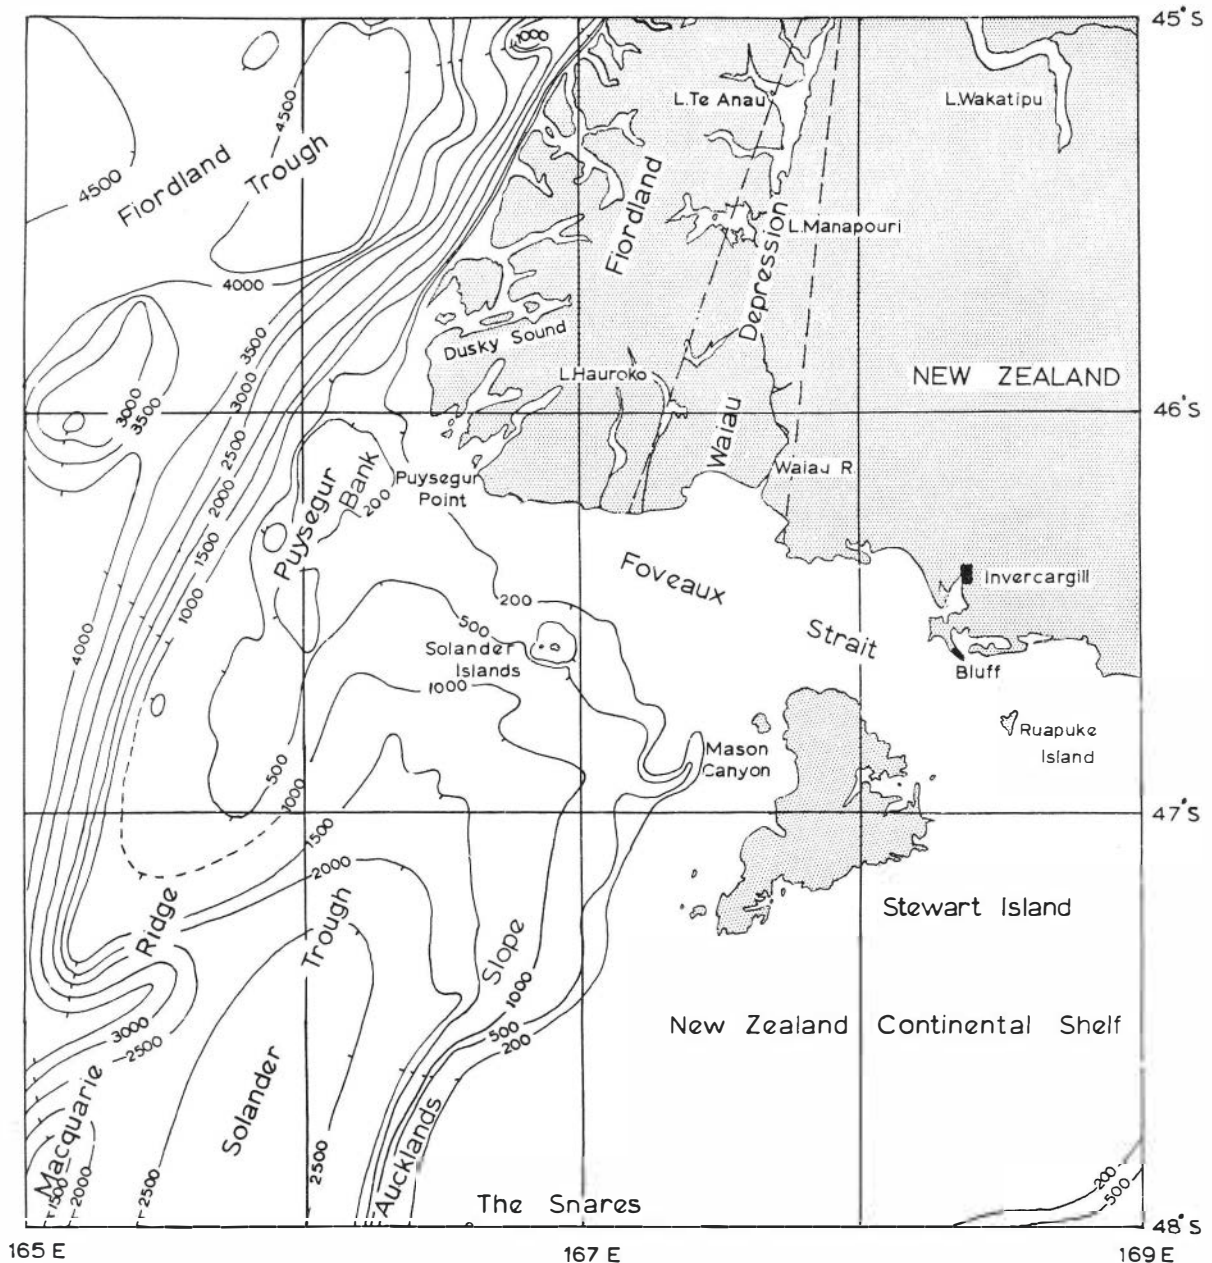 45°S
1000
4500
L.Te Anau
L.Wakatipu
4500
Fiordland
Trough
Fiordland
L.Manapouri
Depression
4000
3500
Dusky Sound
3000
3500
L.Hauroko
NEW ZEALAND
3000
46°S
2500
Waiau
2000
Puysegur
Bank
200
Puysegur
Point
Waiau R.
1500
1000
Foveaux
Strait
Invercargill
200
500
4000
Solander
Islands
Bluff
1000
Ruapuke
Island
Mason
Canyon
500
1000
47°S
1500
2000
Ridge
Trough
Stewart Island
Slope
1000
500
200
New Zealand Continental Shelf
3000
2500
Solander
Macquarie
1500
2000
2500
2500
Aucklands
The Snares
200
500
48°S
165 E
167 E
169 E